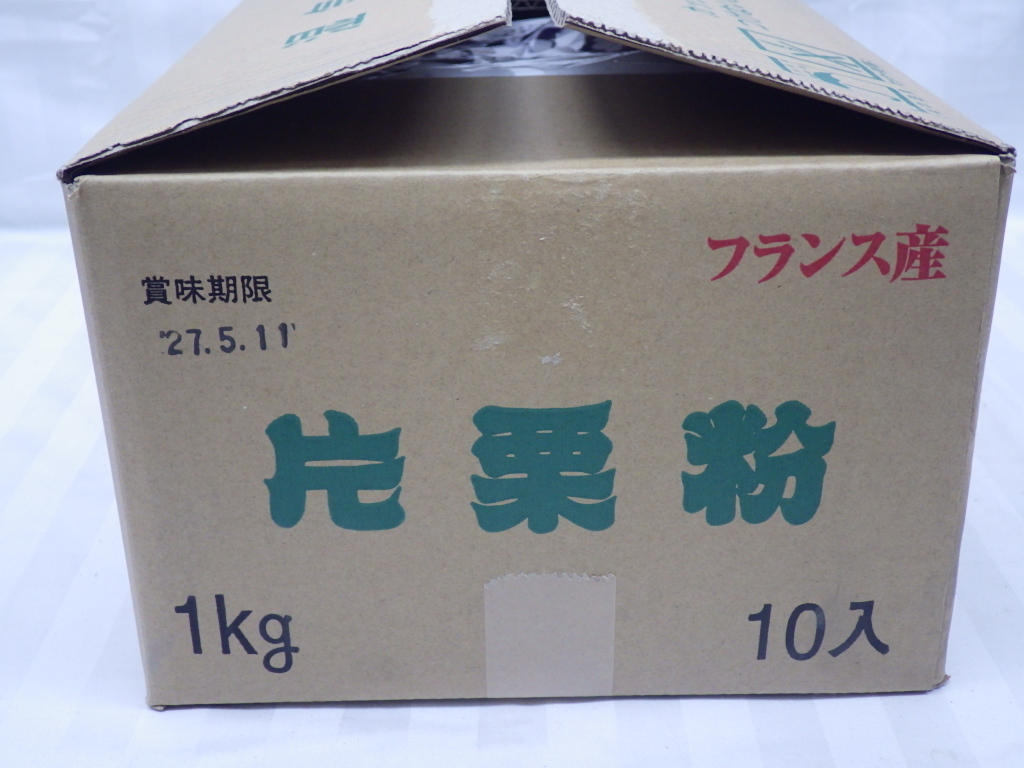 フランス産
賞味期限
'27.5.11'
片栗粉
1kg
10入